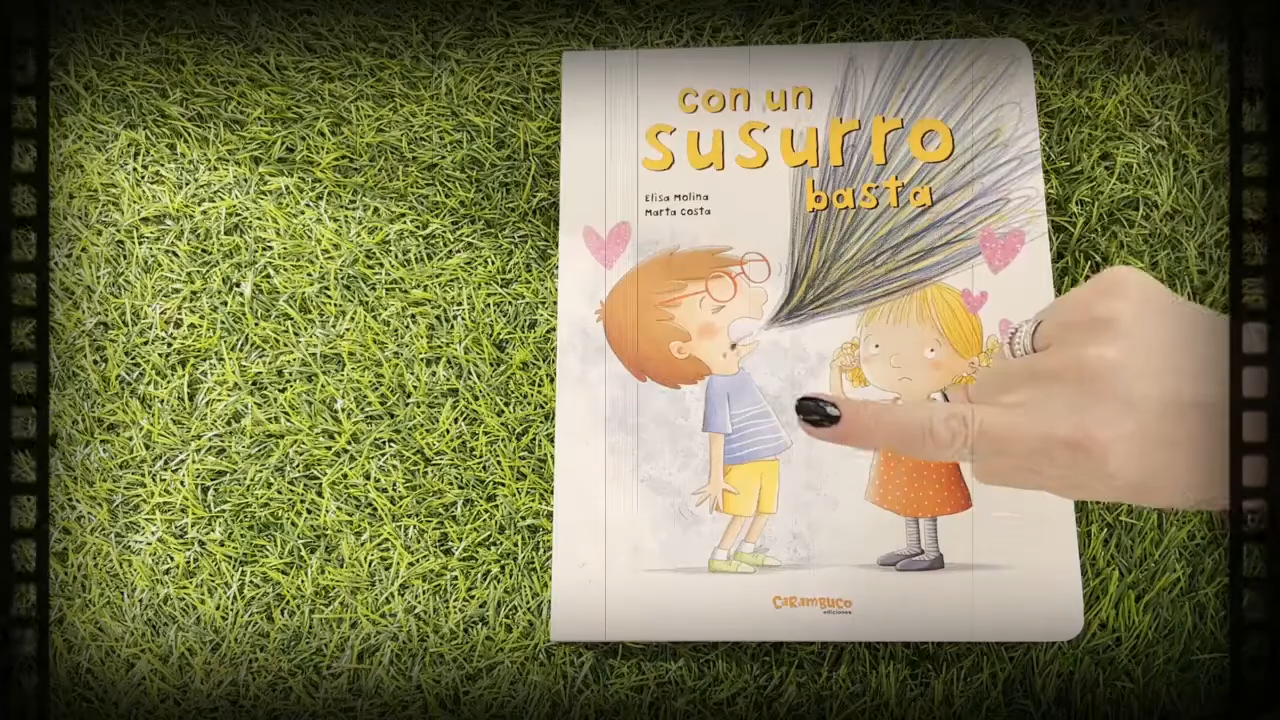 con un
susurro
basta
Elisa Molina
Marta Costa
CaRamBuco
ediciones